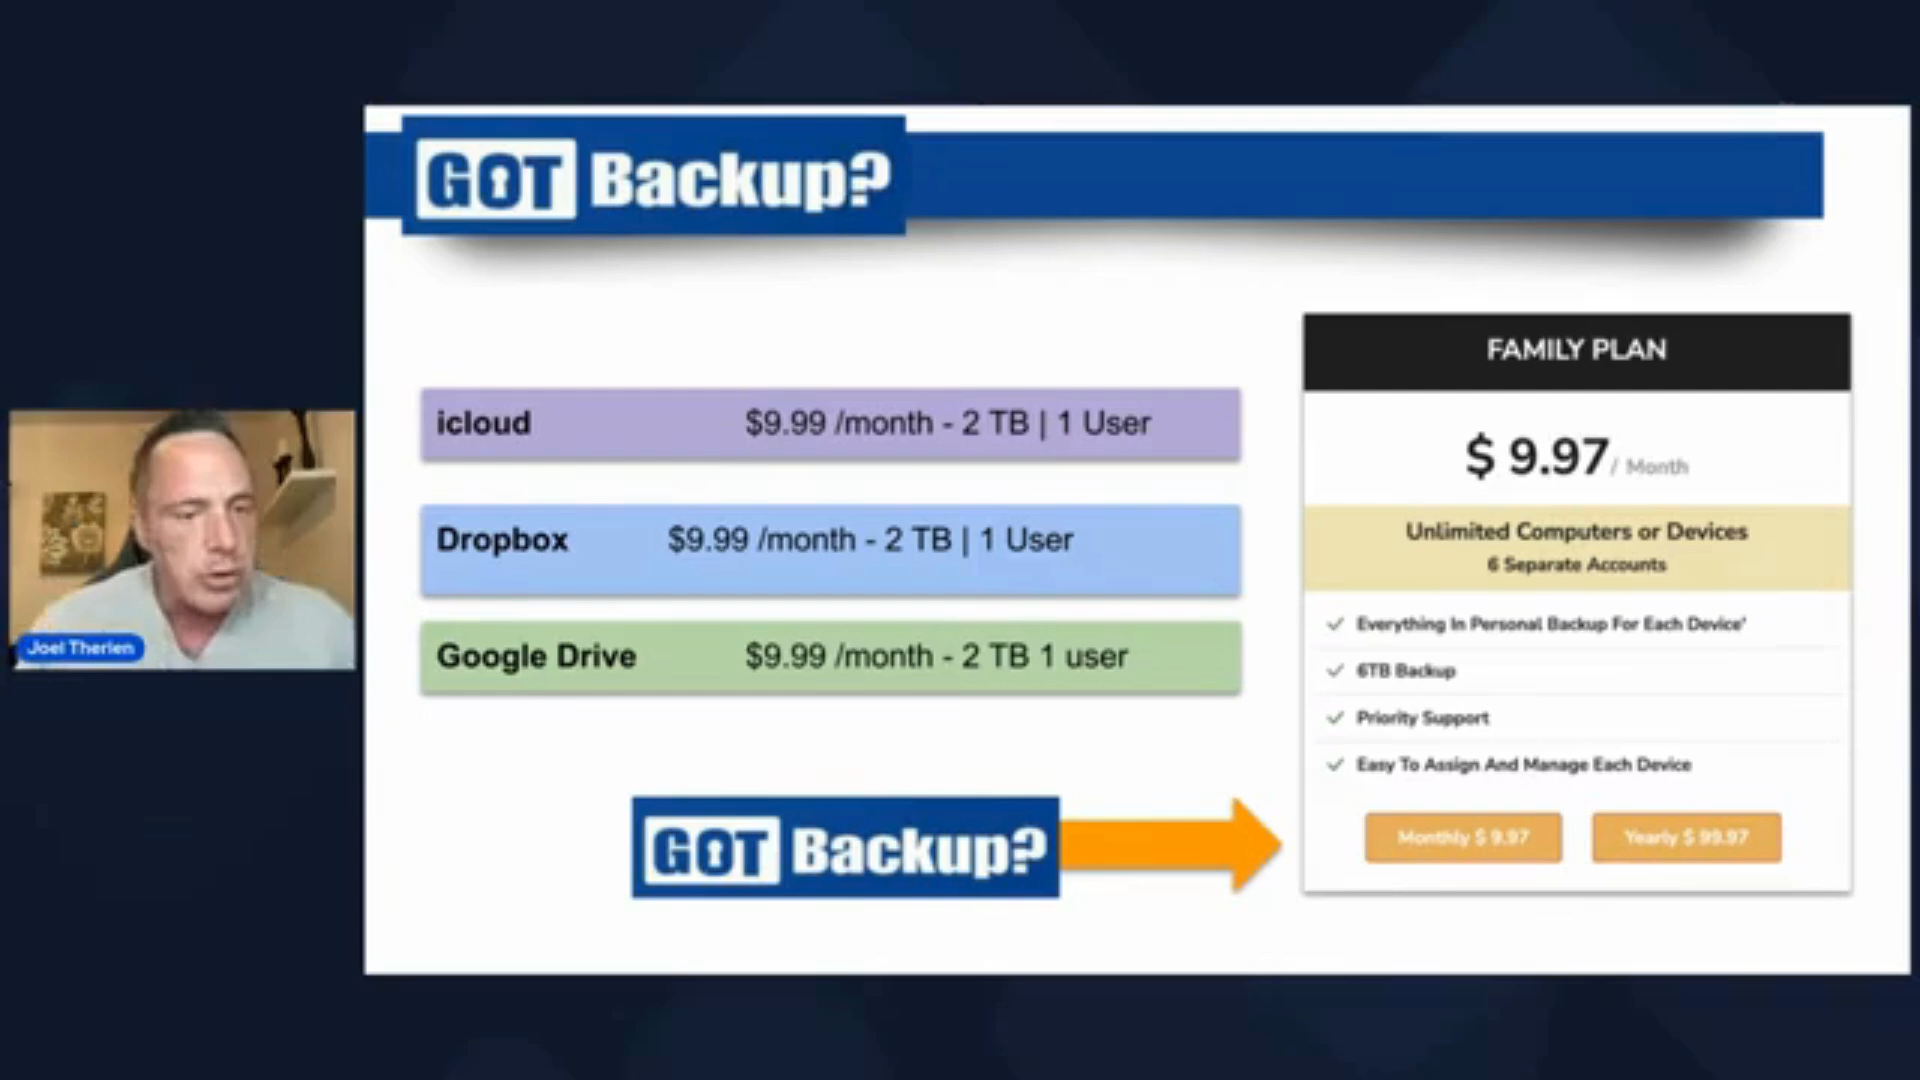 GOT Backup?
icloud $9.99 /month - 2 TB | 1 User
Dropbox $9.99 /month - 2 TB | 1 User
Google Drive $9.99 /month - 2 TB 1 user
GOT Backup?
FAMILY PLAN
$ 9.97 / Month
Unlimited Computers or Devices
6 Separate Accounts
Everything In Personal Backup For Each Device*
6TB Backup
Priority Support
Easy To Assign And Manage Each Device
Monthly $ 9.97
Yearly $ 99.97
Joel Therien